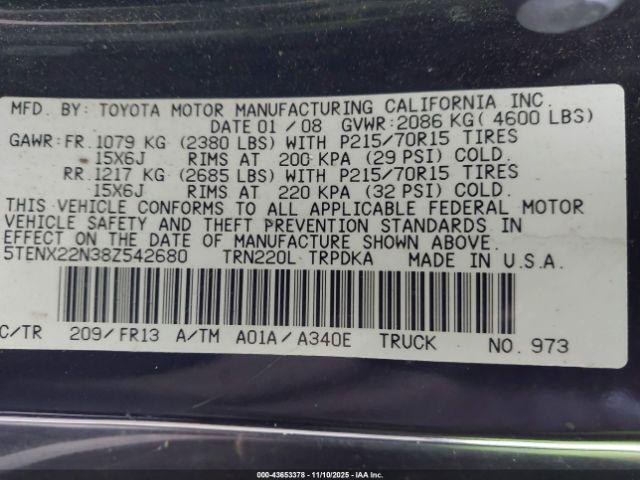 MFD. BY: TOYOTA MOTOR MANUFACTURING CALIFORNIA INC.
DATE 01 / 08 GVWR: 2086 KG ( 4600 LBS)
GAWR: FR. 1079 KG (2380 LBS) WITH P215/70R15 TIRES
15X6J RIMS AT 200 KPA (29 PSI) COLD.
RR. 1217 KG (2685 LBS) WITH P215/70R15 TIRES
15X6J RIMS AT 220 KPA (32 PSI) COLD.
THIS VEHICLE CONFORMS TO ALL APPLICABLE FEDERAL MOTOR
VEHICLE SAFETY AND THEFT PREVENTION STANDARDS IN
EFFECT ON THE DATE OF MANUFACTURE SHOWN ABOVE.
5TENX22N38Z542680 TRN220L TRPDKA MADE IN U.S.A.
C/TR 209/FR13 A/TM A01A/A340E TRUCK NO. 973
000-43653378 - 11/10/2025 - IAA Inc.